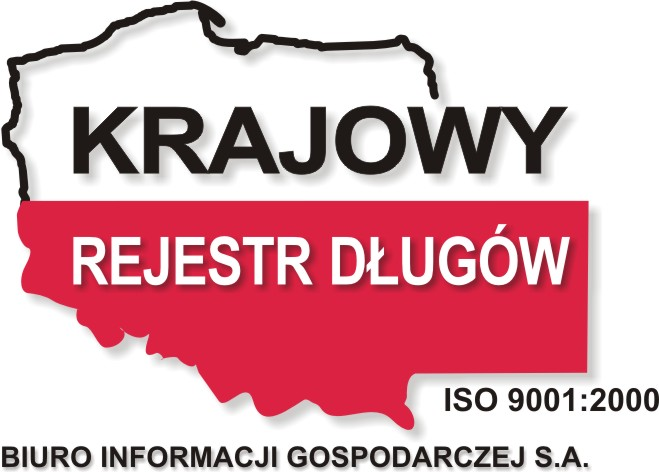 KRAJOWY
REJESTR DŁUGÓW
ISO 9001:2000
BIURO INFORMACJI GOSPODARCZEJ S.A.